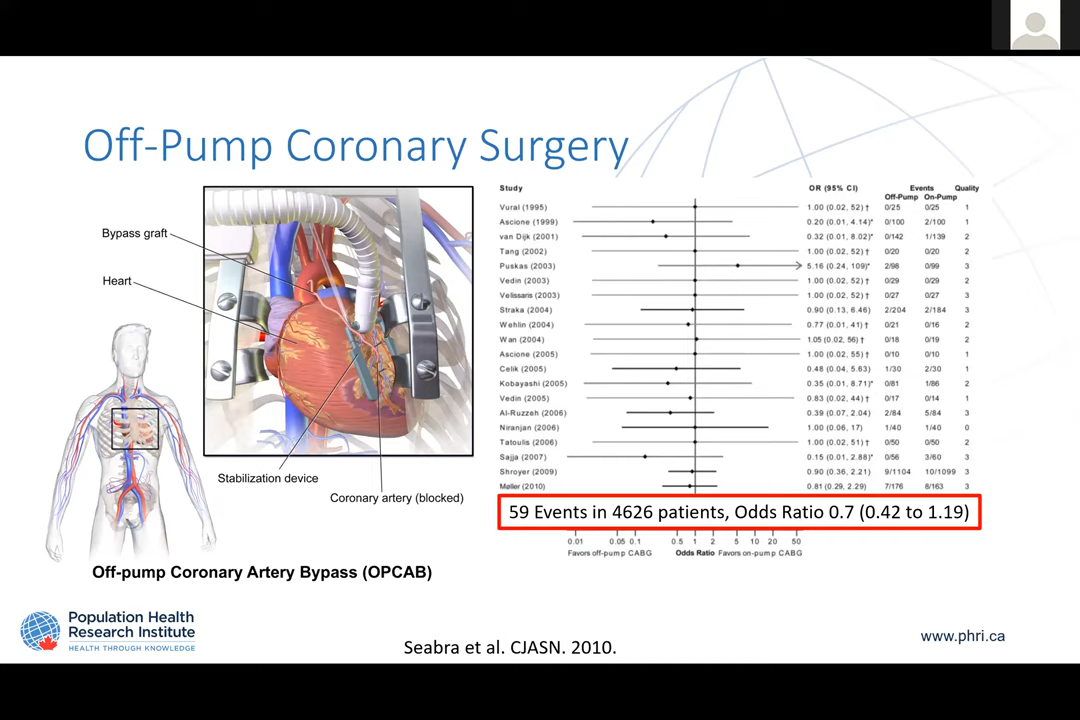 Off-Pump Coronary Surgery
Bypass graft
Heart
Stabilization device
Coronary artery (blocked)
Off-pump Coronary Artery Bypass (OPCAB)
Study OR (95% CI) Events Quality
Off-Pump On-Pump
Vural (1995) 1.00 (0.02, 52) † 0/25 0/25 1
Ascione (1999) 0.20 (0.01, 4.14)* 0/100 2/100 1
van Dijk (2001) 0.32 (0.01, 8.02)* 0/142 1/139 2
Tang (2002) 1.00 (0.02, 52) † 0/20 0/20 2
Puskas (2003) 5.16 (0.24, 109)* 2/98 0/99 3
Vedin (2003) 1.00 (0.02, 52) † 0/29 0/29 2
Velissaris (2003) 1.00 (0.02, 52) † 0/27 0/27 3
Straka (2004) 0.90 (0.13, 6.46) 2/204 2/184 3
Wehlin (2004) 0.77 (0.01, 41) † 0/21 0/16 2
Wan (2004) 1.05 (0.02, 56) † 0/18 0/19 2
Ascione (2005) 1.00 (0.02, 55) † 0/10 0/10 1
Celik (2005) 0.48 (0.04, 5.63) 1/30 2/30 1
Kobayashi (2005) 0.35 (0.01, 8.71)* 0/81 1/86 2
Vedin (2005) 0.83 (0.02, 44) † 0/17 0/14 1
Al-Ruzzeh (2006) 0.39 (0.07, 2.04) 2/84 5/84 3
Niranjan (2006) 1.00 (0.06, 17) 1/40 1/40 0
Tatoulis (2006) 1.00 (0.02, 51) † 0/50 0/50 2
Sajja (2007) 0.15 (0.01, 2.88)* 0/56 3/60 3
Shroyer (2009) 0.90 (0.36, 2.21) 9/1104 10/1099 3
Møller (2010) 0.81 (0.29, 2.29) 7/176 8/163 3
59 Events in 4626 patients, Odds Ratio 0.7 (0.42 to 1.19)
0.01 0.05 0.1 0.5 1 2 5 10 20 50
Favors off-pump CABG Odds Ratio Favors on-pump CABG
Population Health
Research Institute
HEALTH THROUGH KNOWLEDGE
Seabra et al. CJASN. 2010.
www.phri.ca